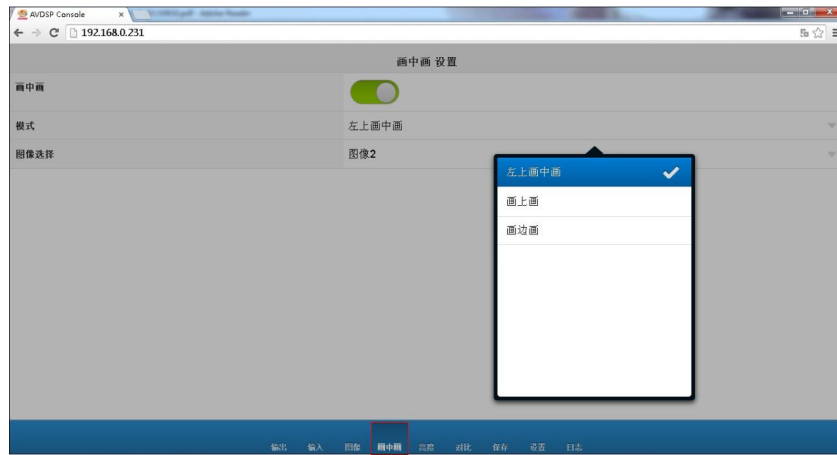 AVDSP Console
192.168.0.231
画中画 设置
画中画
模式
左上画中画
图像选择
图像2
左上画中画
画上画
画边画
输出 输入 图像 画中画 亮度 对比 保存 设置 日志